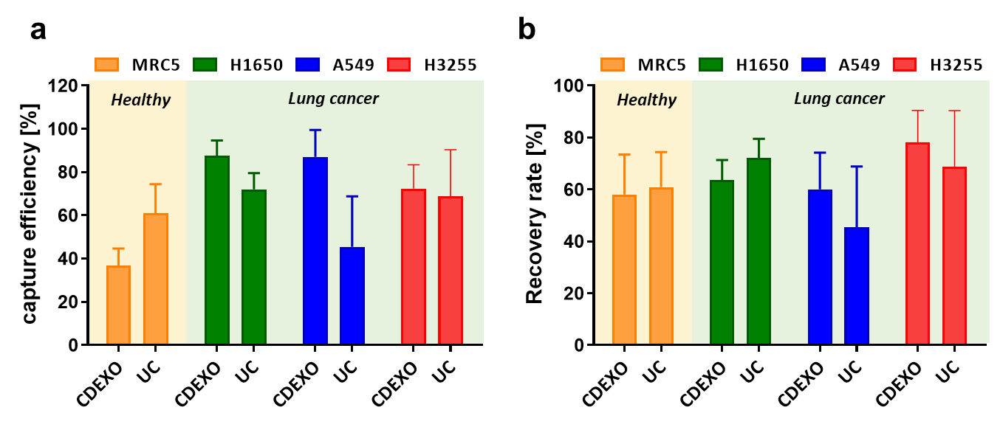 a
MRC5 H1650 A549 H3255
Healthy Lung cancer
capture efficiency [%]
120
100
80
60
40
20
0
CDEXO UC CDEXO UC CDEXO UC CDEXO UC
b
MRC5 H1650 A549 H3255
Healthy Lung cancer
Recovery rate [%]
100
80
60
40
20
0
CDEXO UC CDEXO UC CDEXO UC CDEXO UC